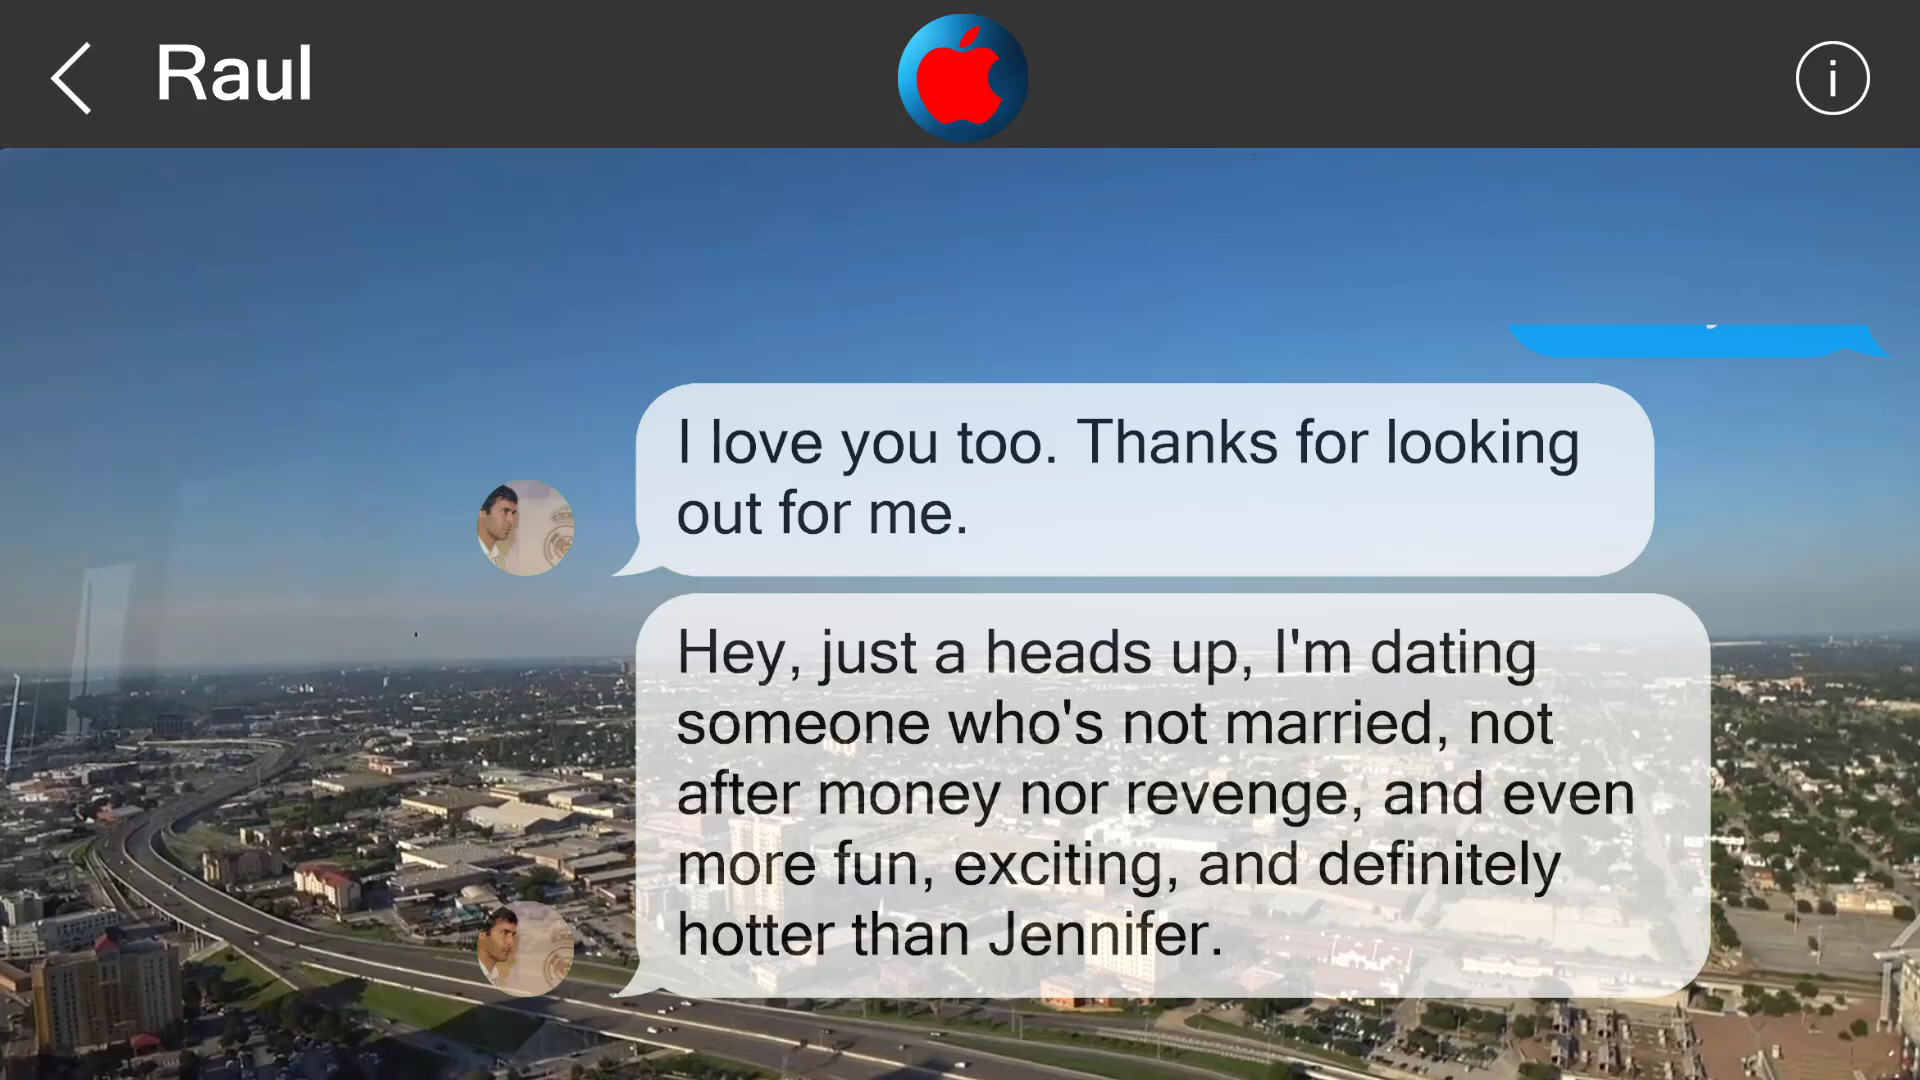 Raul
i
I love you too. Thanks for looking
out for me.
Hey, just a heads up, I'm dating
someone who's not married, not
after money nor revenge, and even
more fun, exciting, and definitely
hotter than Jennifer.